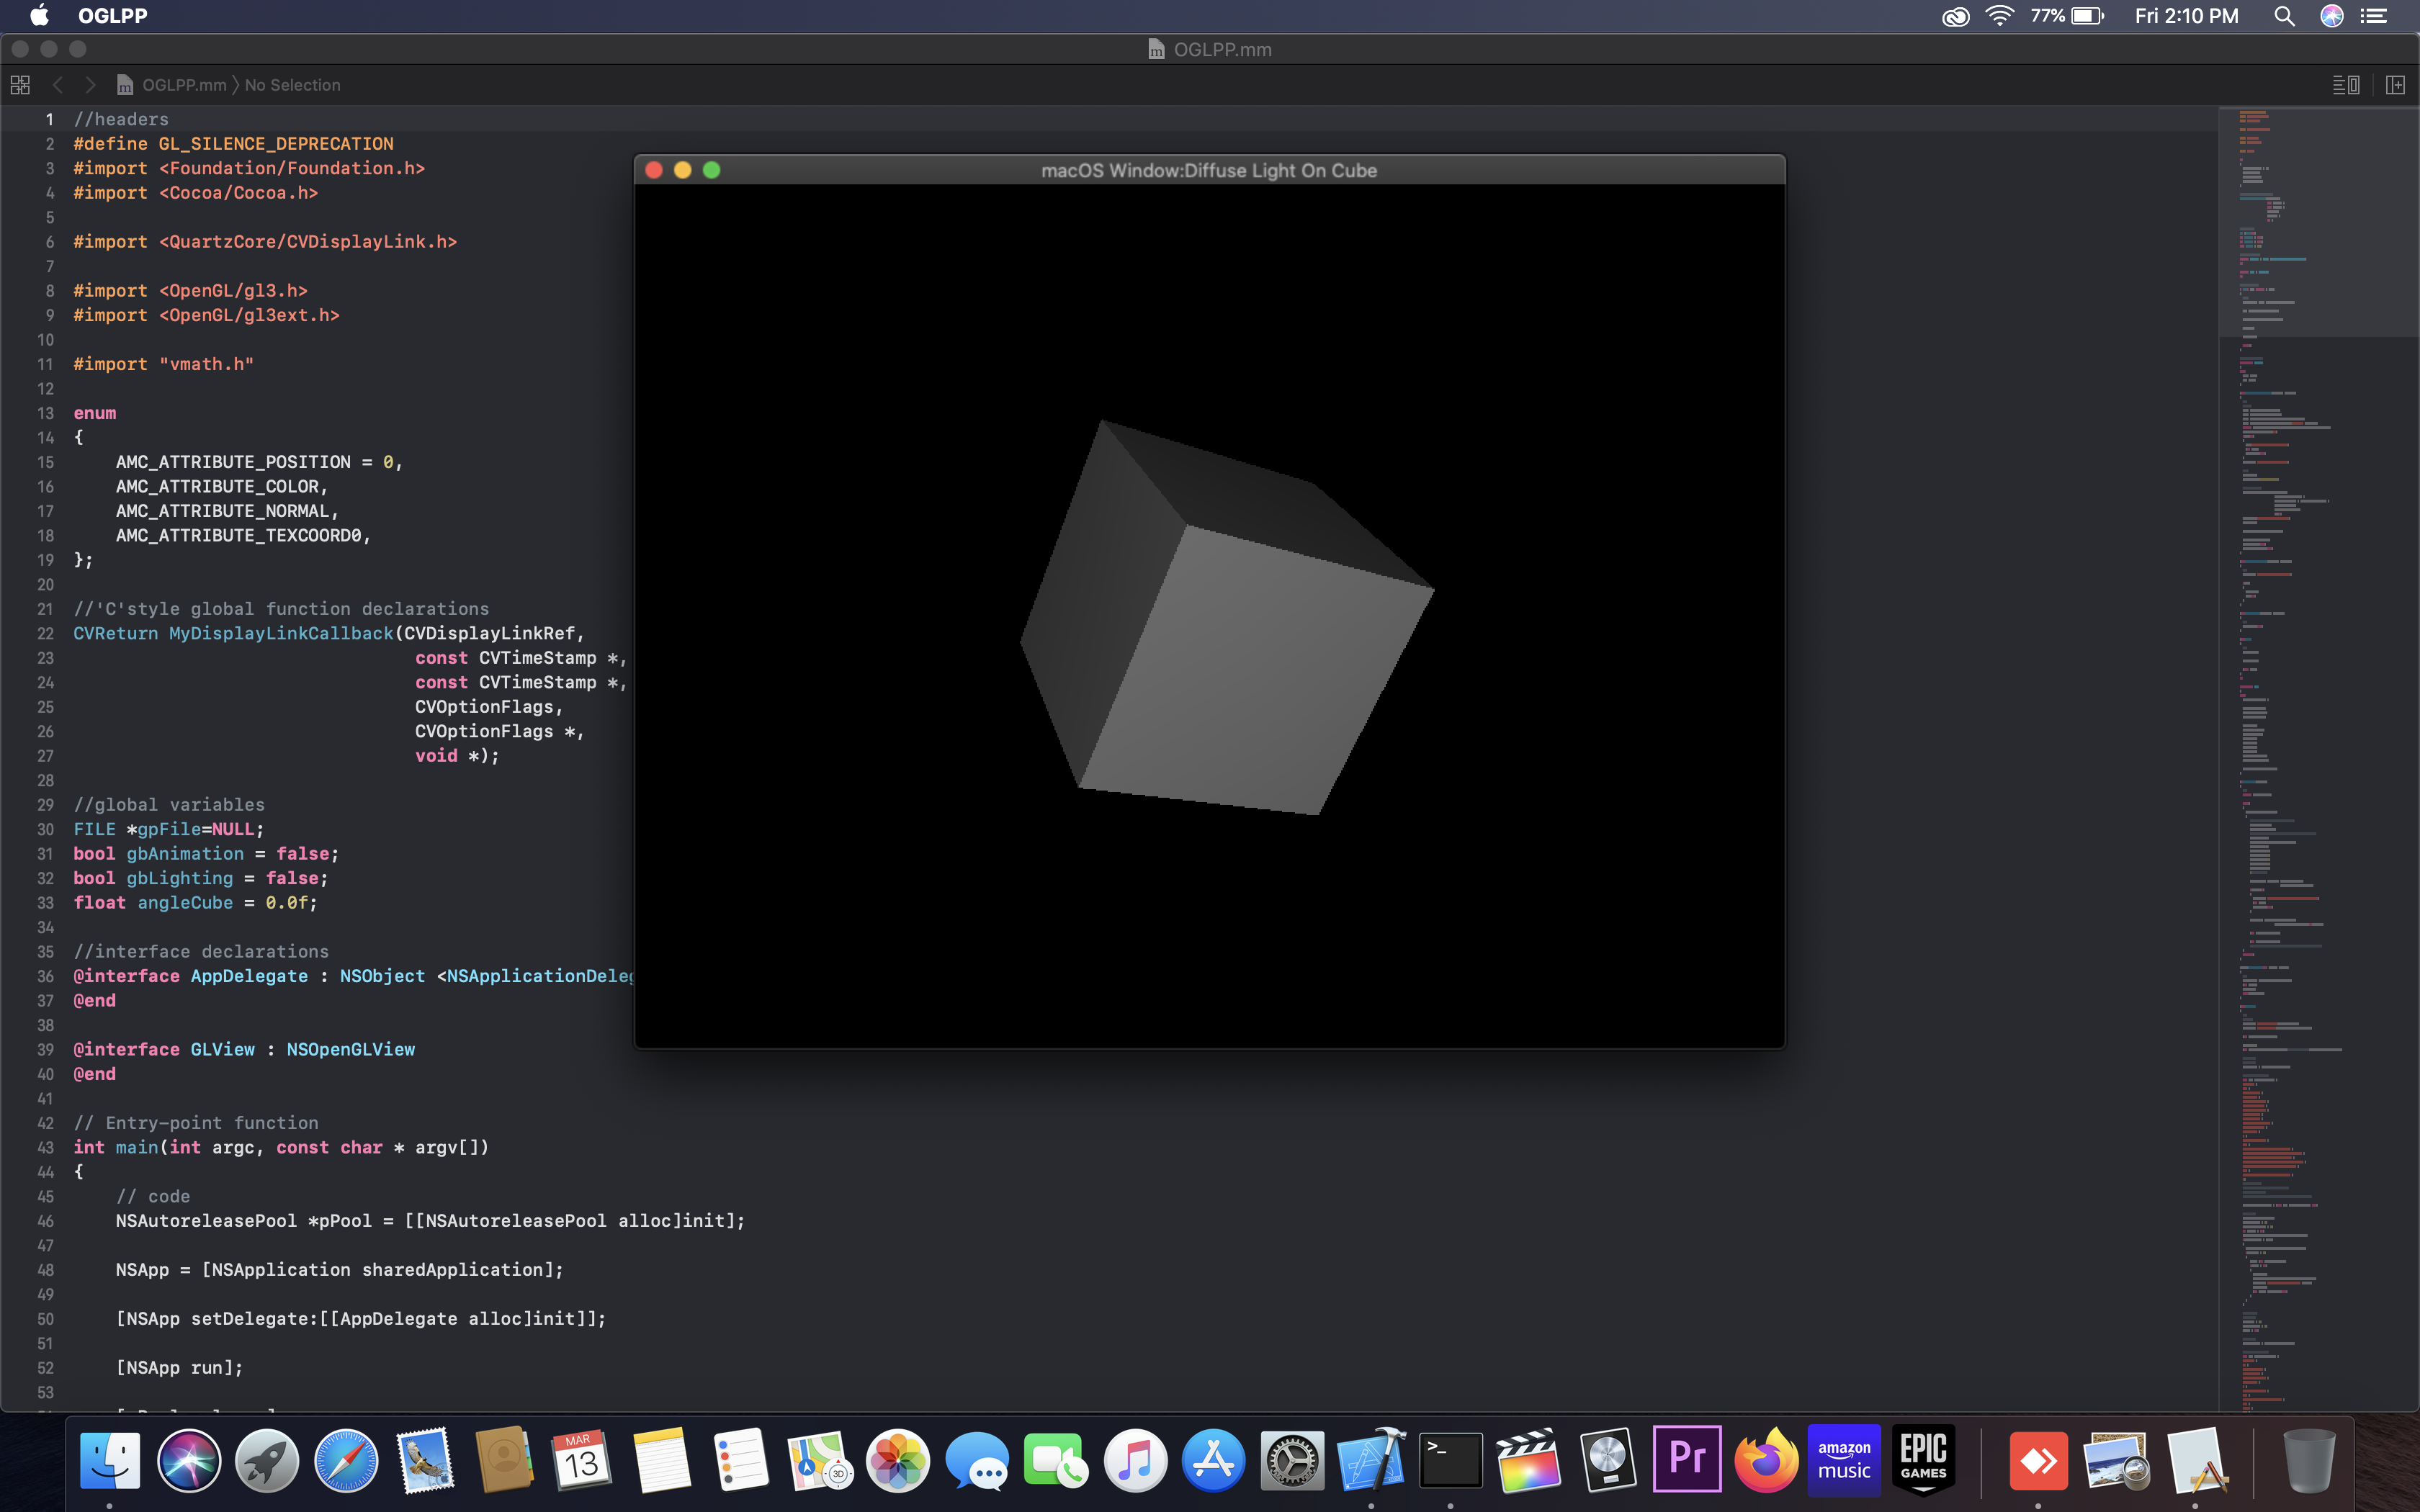 OGLPP
77%
Fri 2:10 PM
OGLPP.mm
OGLPP.mm
No Selection
1 //headers
2 #define GL_SILENCE_DEPRECATION
3 #import <Foundation/Foundation.h>
4 #import <Cocoa/Cocoa.h>
5
6 #import <QuartzCore/CVDisplayLink.h>
7
8 #import <OpenGL/gl3.h>
9 #import <OpenGL/gl3ext.h>
10
11 #import "vmath.h"
12
13 enum
14 {
15 AMC_ATTRIBUTE_POSITION = 0,
16 AMC_ATTRIBUTE_COLOR,
17 AMC_ATTRIBUTE_NORMAL,
18 AMC_ATTRIBUTE_TEXCOORD0,
19 };
20
21 //'C'style global function declarations
22 CVReturn MyDisplayLinkCallback(CVDisplayLinkRef,
23 const CVTimeStamp *,
24 const CVTimeStamp *,
25 CVOptionFlags,
26 CVOptionFlags *,
27 void *);
28
29 //global variables
30 FILE *gpFile=NULL;
31 bool gbAnimation = false;
32 bool gbLighting = false;
33 float angleCube = 0.0f;
34
35 //interface declarations
36 @interface AppDelegate : NSObject <NSApplicationDeleg
37 @end
38
39 @interface GLView : NSOpenGLView
40 @end
41
42 // Entry-point function
43 int main(int argc, const char * argv[])
44 {
45 // code
46 NSAutoreleasePool *pPool = [[NSAutoreleasePool alloc]init];
47
48 NSApp = [NSApplication sharedApplication];
49
50 [NSApp setDelegate:[[AppDelegate alloc]init]];
51
52 [NSApp run];
53
macOS Window:Diffuse Light On Cube
MAR
13
3D
>_
Pr
amazon
music
EPIC
GAMES